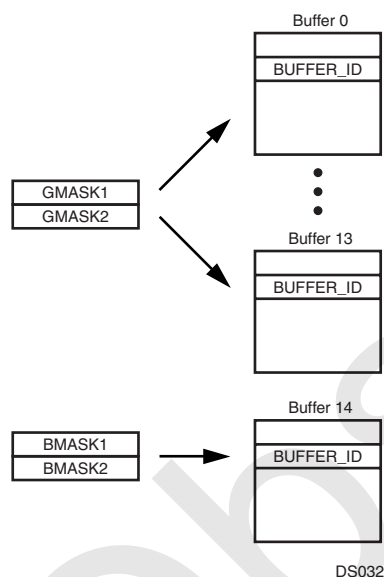 Buffer 0
BUFFER_ID
GMASK1
GMASK2
Buffer 13
BUFFER_ID
Buffer 14
BMASK1
BMASK2
BUFFER_ID
DS032